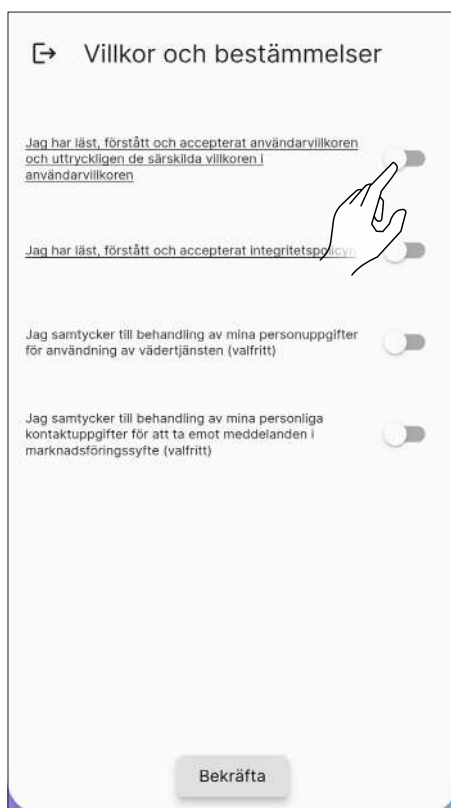 Villkor och bestämmelser
Jag har läst, förstått och accepterat användarvillkoren
och uttryckligen de särskilda villkoren i
användarvillkoren
Jag har läst, förstått och accepterat integritetspolicyn
Jag samtycker till behandling av mina personuppgifter
för användning av vädertjänsten (valfritt)
Jag samtycker till behandling av mina personliga
kontaktuppgifter för att ta emot meddelanden i
marknadsföringssyfte (valfritt)
Bekräfta